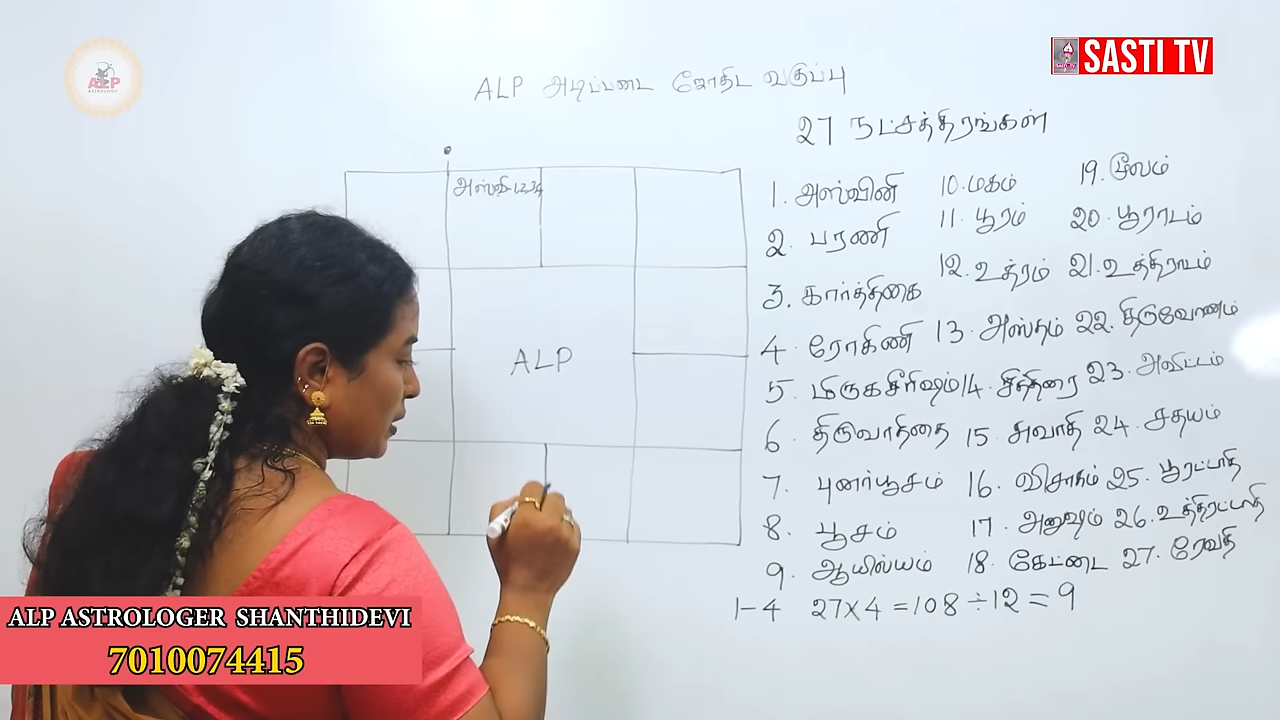 ALP
ASTROLOGY
SASTI TV
ALP அடிப்படை ஜோதிட வகுப்பு
27 நட்சத்திரங்கள்
அஸ்வி-1234
ALP
1. அஸ்வினி 10. மகம் 19. மூலம்
2. பரணி 11. பூரம் 20. பூராடம்
3. கார்த்திகை 12. உத்ரம் 21. உத்திராடம்
4 ரோகிணி 13. அஸ்தம் 22. திருவோணம்
5. மிருகசீரிஷம் 14. சித்திரை 23. அவிட்டம்
6. திருவாதிதை 15. சுவாதி 24. சதயம்
7. புனர்பூசம் 16. விசாகம் 25. பூரட்டாதி
8. பூசம் 17. அனுஷம் 26. உத்திரட்டாதி
9. ஆயில்யம் 18. கேட்டை 27. ரேவதி
1-4 27x4 =108 ÷12 = 9
ALP ASTROLOGER SHANTHIDEVI
7010074415